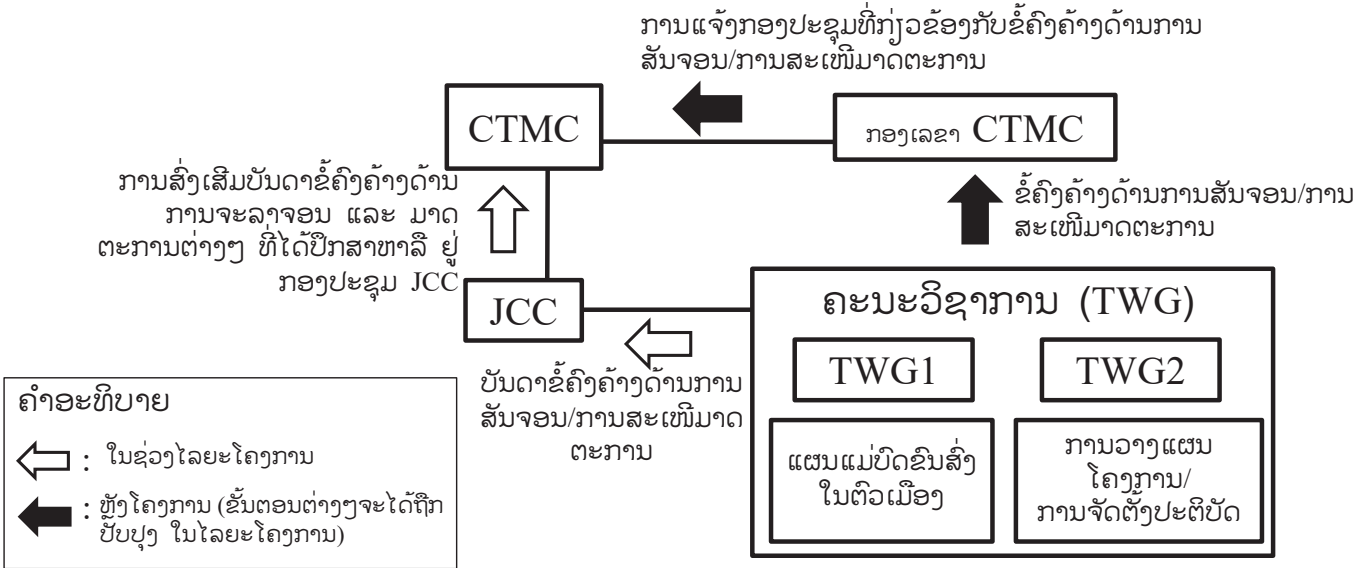 ການແຈ້ງກອງປະຊຸມທີ່ກ່ຽວຂ້ອງກັບຂໍ້ຄົງຄ້າງດ້ານການ
ສັນຈອນ/ການສະເໜີມາດຕະການ
CTMC
ກອງເລຂາ CTMC
ການສົ່ງເສີມບັນດາຂໍ້ຄົງຄ້າງດ້ານ
ການຈະລາຈອນ ແລະ ມາດ
ຕະການຕ່າງໆ ທີ່ໄດ້ປຶກສາຫາລື ຢູ່
ກອງປະຊຸມ JCC
ຂໍ້ຄົງຄ້າງດ້ານການສັນຈອນ/ການ
ສະເໜີມາດຕະການ
JCC
ຄະນະວິຊາການ (TWG)
TWG1
TWG2
ບັນດາຂໍ້ຄົງຄ້າງດ້ານການ
ສັນຈອນ/ການສະເໜີມາດ
ຕະການ
ແຜນແມ່ບົດຂົນສົ່ງ
ໃນຕົວເມືອງ
ການວາງແຜນ
ໂຄງການ/
ການຈັດຕັ້ງປະຕິບັດ
ຄຳອະທິບາຍ
: ໃນຊ່ວງໄລຍະໂຄງການ
: ຫຼັງໂຄງການ (ຂັ້ນຕອນຕ່າງໆຈະໄດ້ຖືກ
ປັບປຸງ ໃນໄລຍະໂຄງການ)